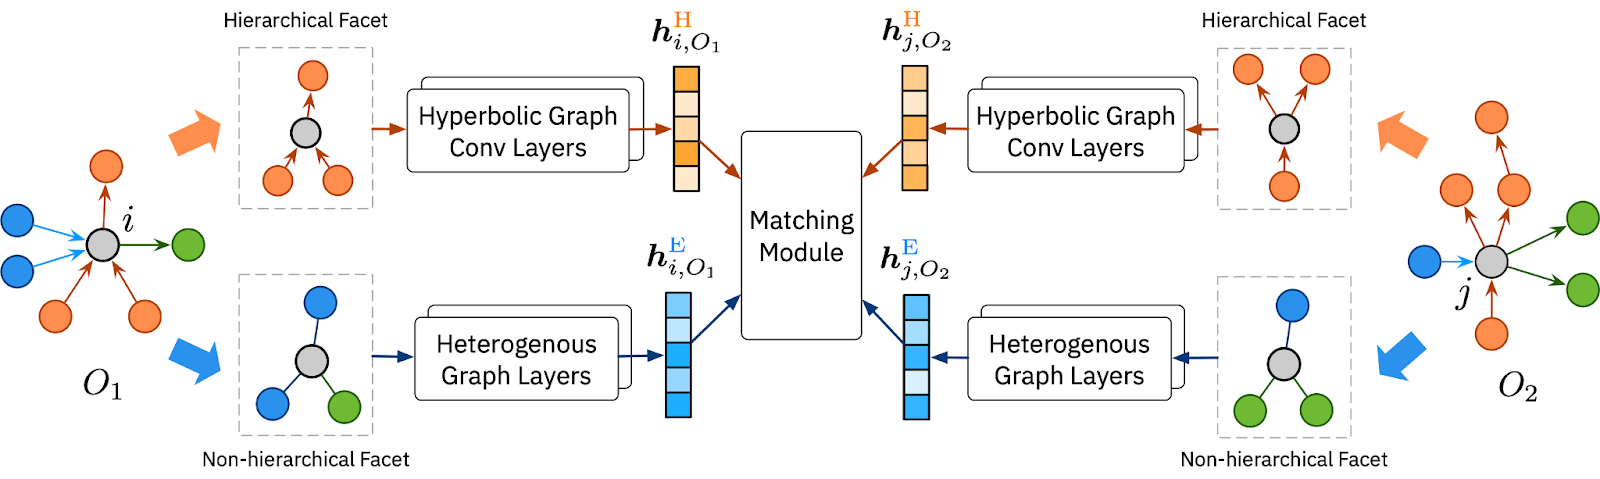 Hierarchical Facet
Hyperbolic Graph
Conv Layers
h^H_{i,O_1}
h^H_{j,O_2}
Hyperbolic Graph
Conv Layers
Hierarchical Facet
i
O_1
Matching
Module
j
O_2
Heterogenous
Graph Layers
h^E_{i,O_1}
h^E_{j,O_2}
Heterogenous
Graph Layers
Non-hierarchical Facet
Non-hierarchical Facet